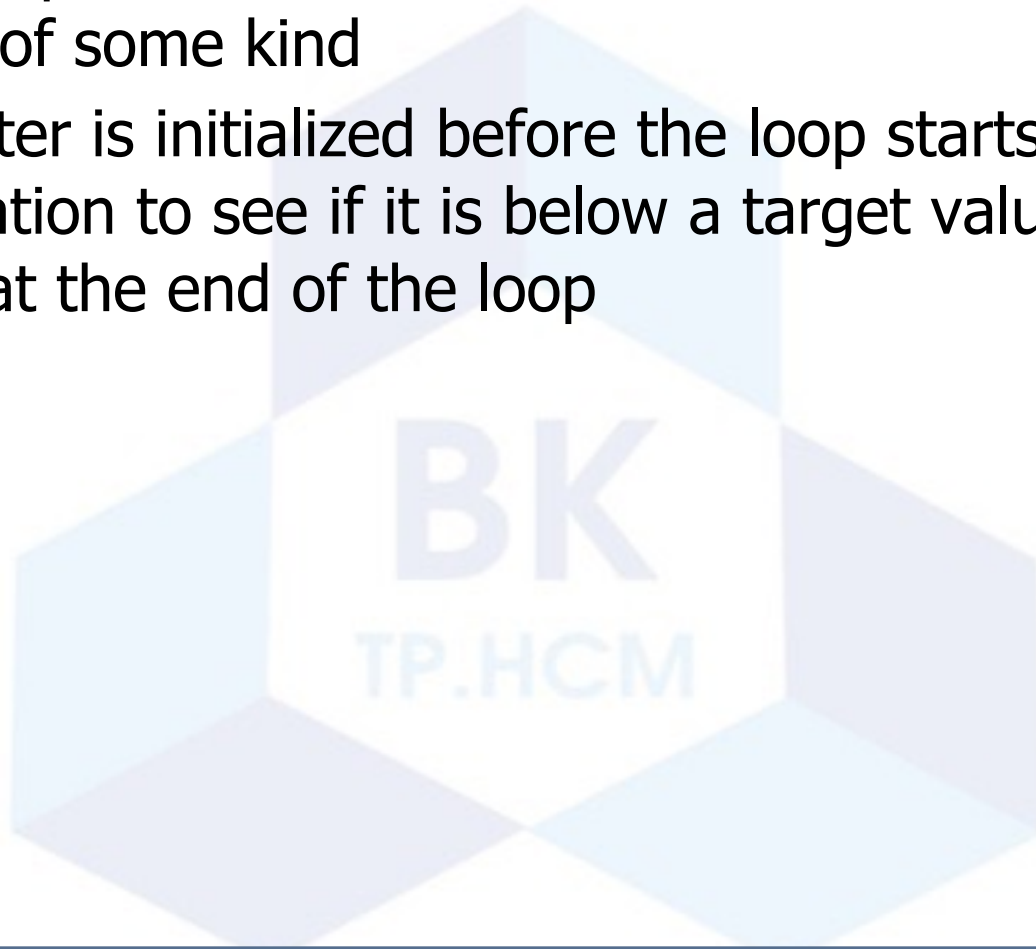 of some kind
ter is initialized before the loop starts
ation to see if it is below a target valu
at the end of the loop
BK
TP.HCM